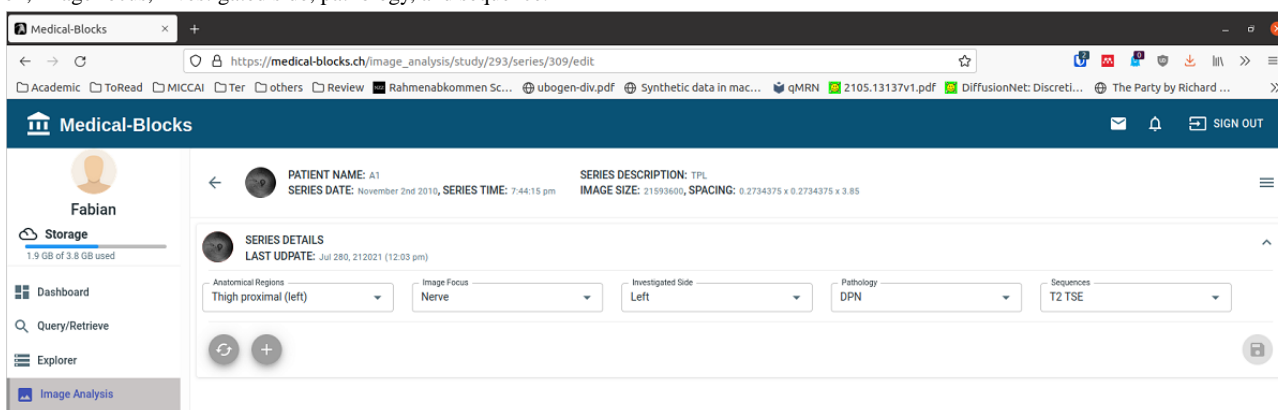 Medical-Blocks × +
https://medical-blocks.ch/image_analysis/study/293/series/309/edit
Academic ToRead MICCAI Ter others Review Rahmenabkommen Sc... ubogen-div.pdf Synthetic data in mac... qMRN 2105.13137v1.pdf DiffusionNet: Discreti... The Party by Richard ...
Medical-Blocks SIGN OUT
PATIENT NAME: A1 SERIES DESCRIPTION: TPL
SERIES DATE: November 2nd 2010, SERIES TIME: 7:44:15 pm IMAGE SIZE: 21593600, SPACING: 0.2734375 x 0.2734375 x 3.85
Fabian
Storage
1.9 GB of 3.8 GB used
SERIES DETAILS
LAST UDPATE: Jul 280, 212021 (12:03 pm)
Anatomical Regions Image Focus Investigated Side Pathology Sequences
Thigh proximal (left) Nerve Left DPN T2 TSE
Dashboard
Query/Retrieve
Explorer
Image Analysis